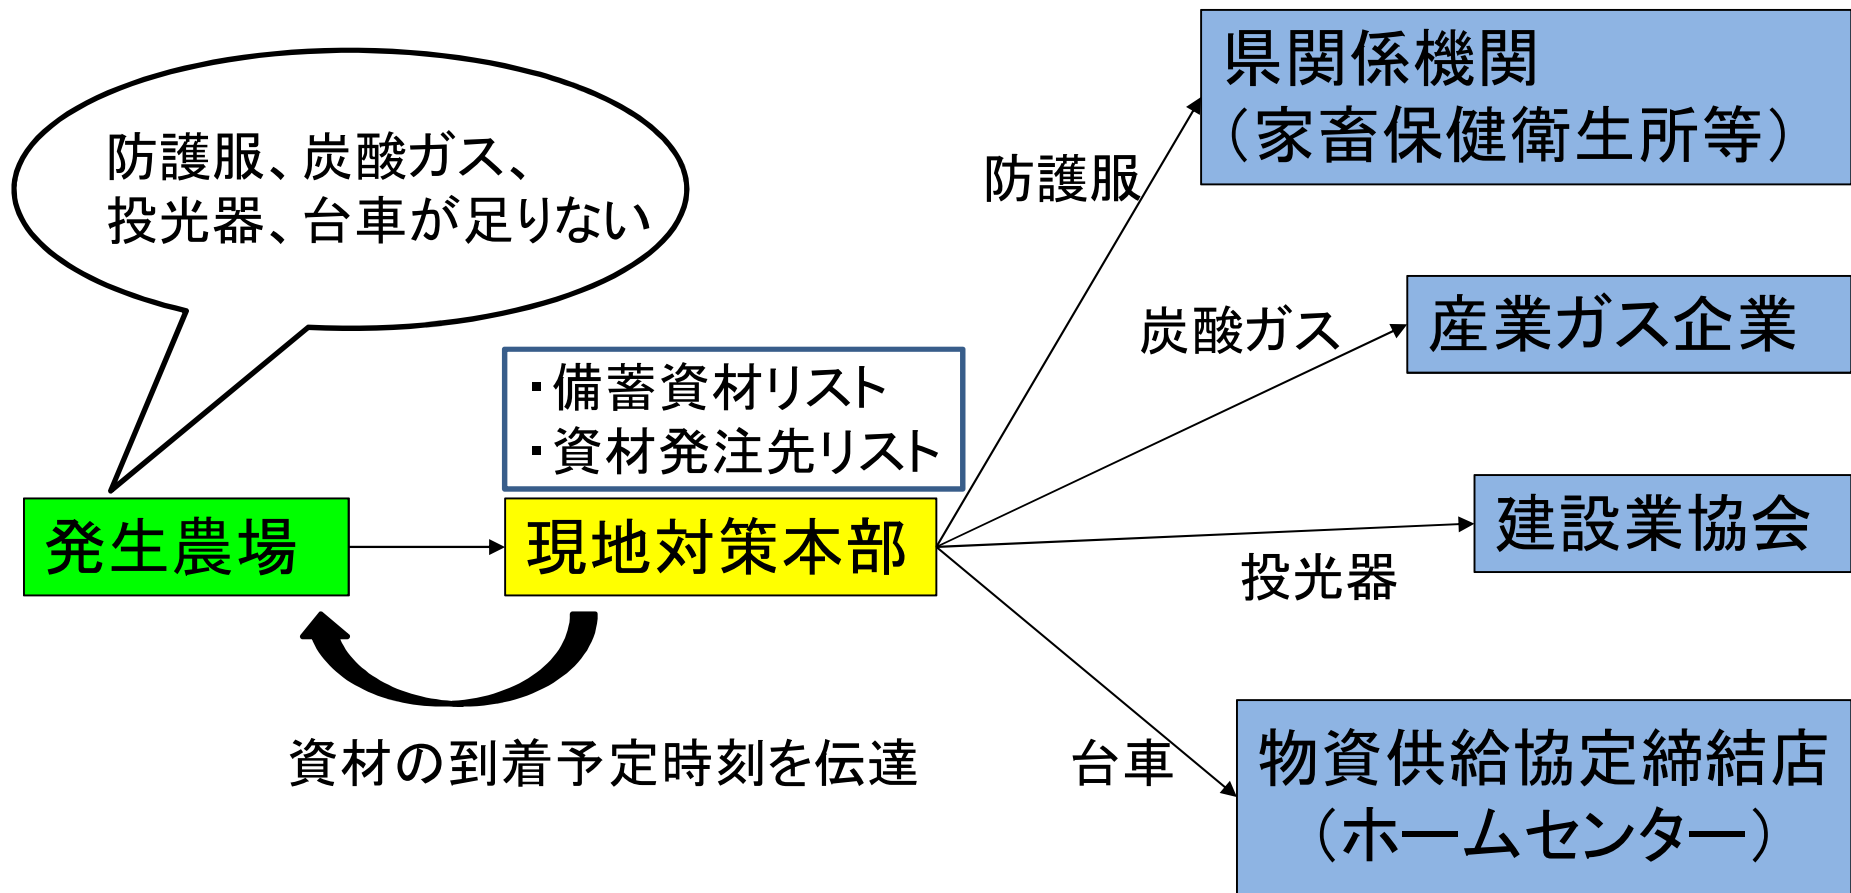 防護服、炭酸ガス、
投光器、台車が足りない
・備蓄資材リスト
・資材発注先リスト
発生農場
現地対策本部
資材の到着予定時刻を伝達
防護服
県関係機関
（家畜保健衛生所等）
炭酸ガス
産業ガス企業
投光器
建設業協会
台車
物資供給協定締結店
（ホームセンター）